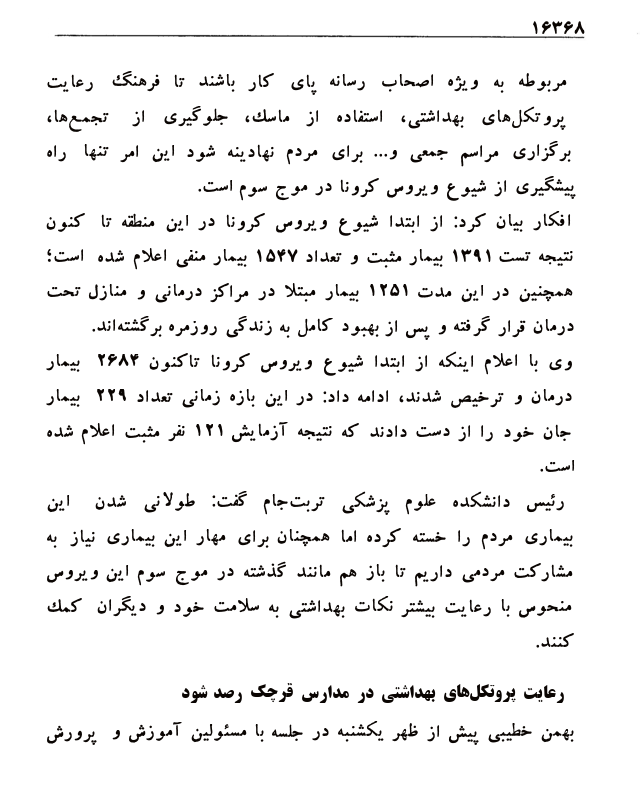 ۱۶۳۶۸
مربوطه به ویژه اصحاب رسانه پای کار باشند تا فرهنگ رعایت
پروتکل‌های بهداشتی، استفاده از ماسک، جلوگیری از تجمع‌ها،
برگزاری مراسم جمعی و... برای مردم نهادینه شود این امر تنها راه
پیشگیری از شیوع ویروس کرونا در موج سوم است.
افکار بیان کرد: از ابتدا شیوع ویروس کرونا در این منطقه تا کنون
نتیجه تست ۱۳۹۱ بیمار مثبت و تعداد ۱۵۴۷ بیمار منفی اعلام شده است؛
همچنین در این مدت ۱۲۵۱ بیمار مبتلا در مراکز درمانی و منازل تحت
درمان قرار گرفته و پس از بهبود کامل به زندگی روزمره برگشته‌اند.
وی با اعلام اینکه از ابتدا شیوع ویروس کرونا تاکنون ۲۶۸۴ بیمار
درمان و ترخیص شدند، ادامه داد: در این بازه زمانی تعداد ۲۲۹ بیمار
جان خود را از دست دادند که نتیجه آزمایش ۱۲۱ نفر مثبت اعلام شده
است.
رئیس دانشکده علوم پزشکی تربت‌جام گفت: طولانی شدن این
بیماری مردم را خسته کرده اما همچنان برای مهار این بیماری نیاز به
مشارکت مردمی داریم تا باز هم مانند گذشته در موج سوم این ویروس
منحوس با رعایت بیشتر نکات بهداشتی به سلامت خود و دیگران کمک
کنند.
رعایت پروتکل‌های بهداشتی در مدارس قرچک رصد شود
بهمن خطیبی پیش از ظهر یکشنبه در جلسه با مسئولین آموزش و پرورش